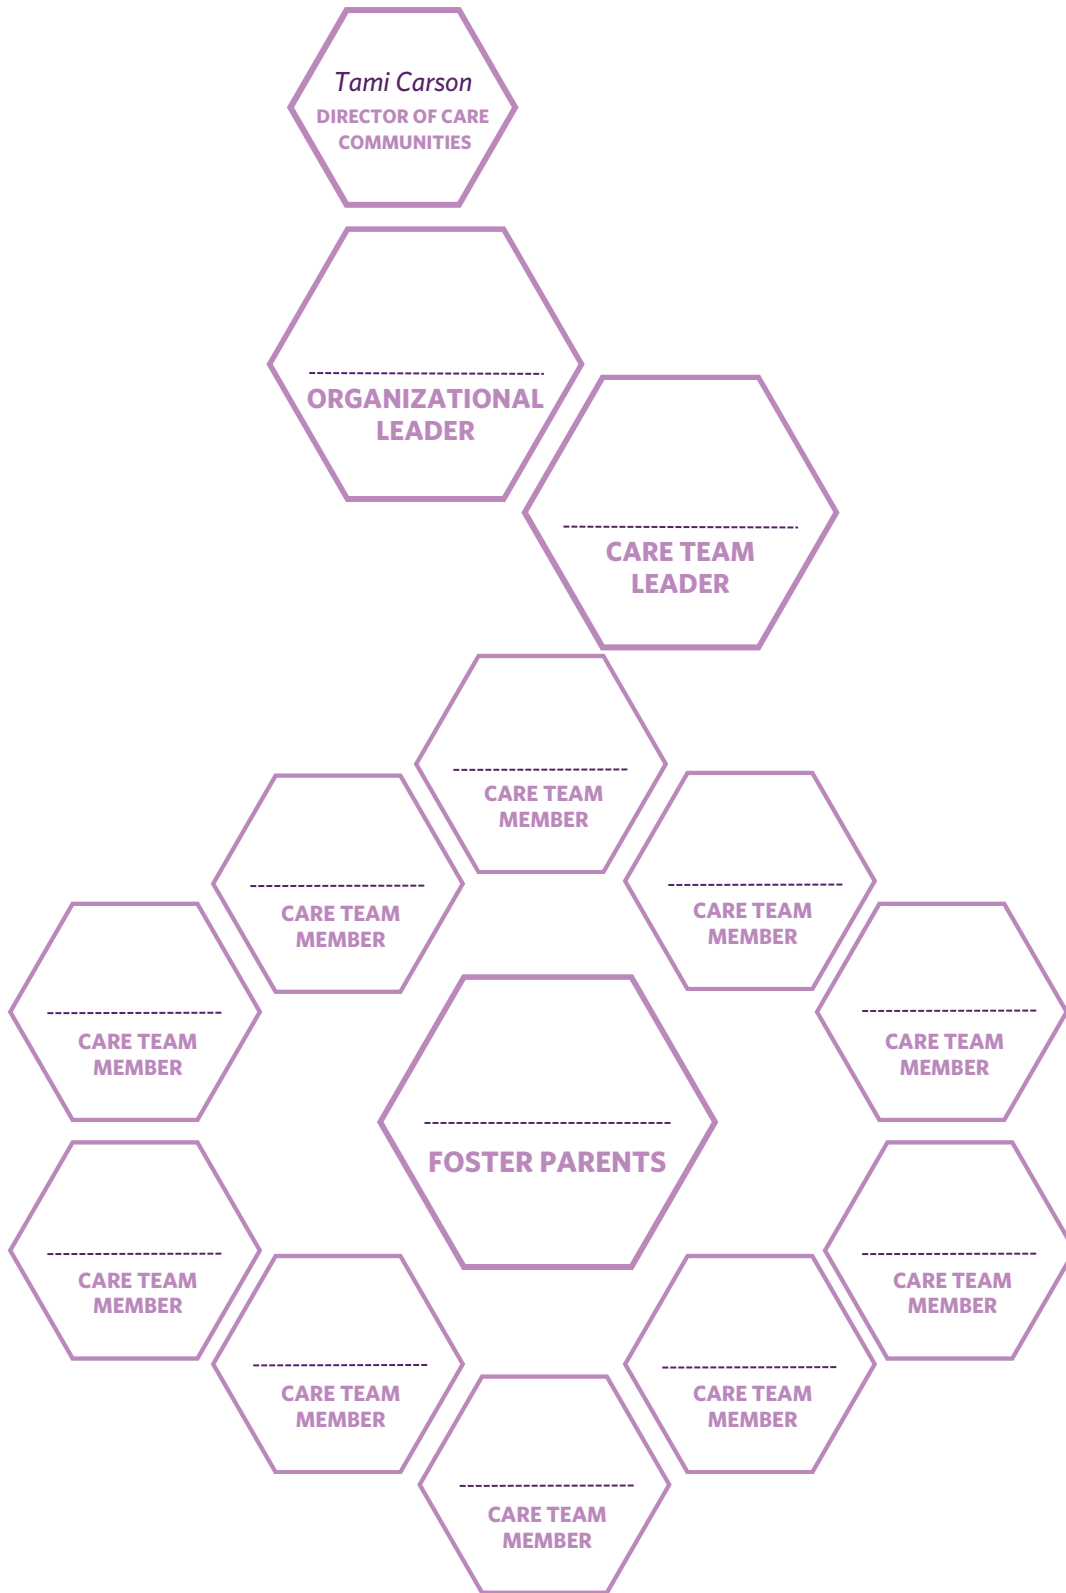 Tami Carson
DIRECTOR OF CARE
COMMUNITIES
ORGANIZATIONAL
LEADER
CARE TEAM
LEADER
CARE TEAM
MEMBER
CARE TEAM
MEMBER
CARE TEAM
MEMBER
CARE TEAM
MEMBER
CARE TEAM
MEMBER
FOSTER PARENTS
CARE TEAM
MEMBER
CARE TEAM
MEMBER
CARE TEAM
MEMBER
CARE TEAM
MEMBER
CARE TEAM
MEMBER